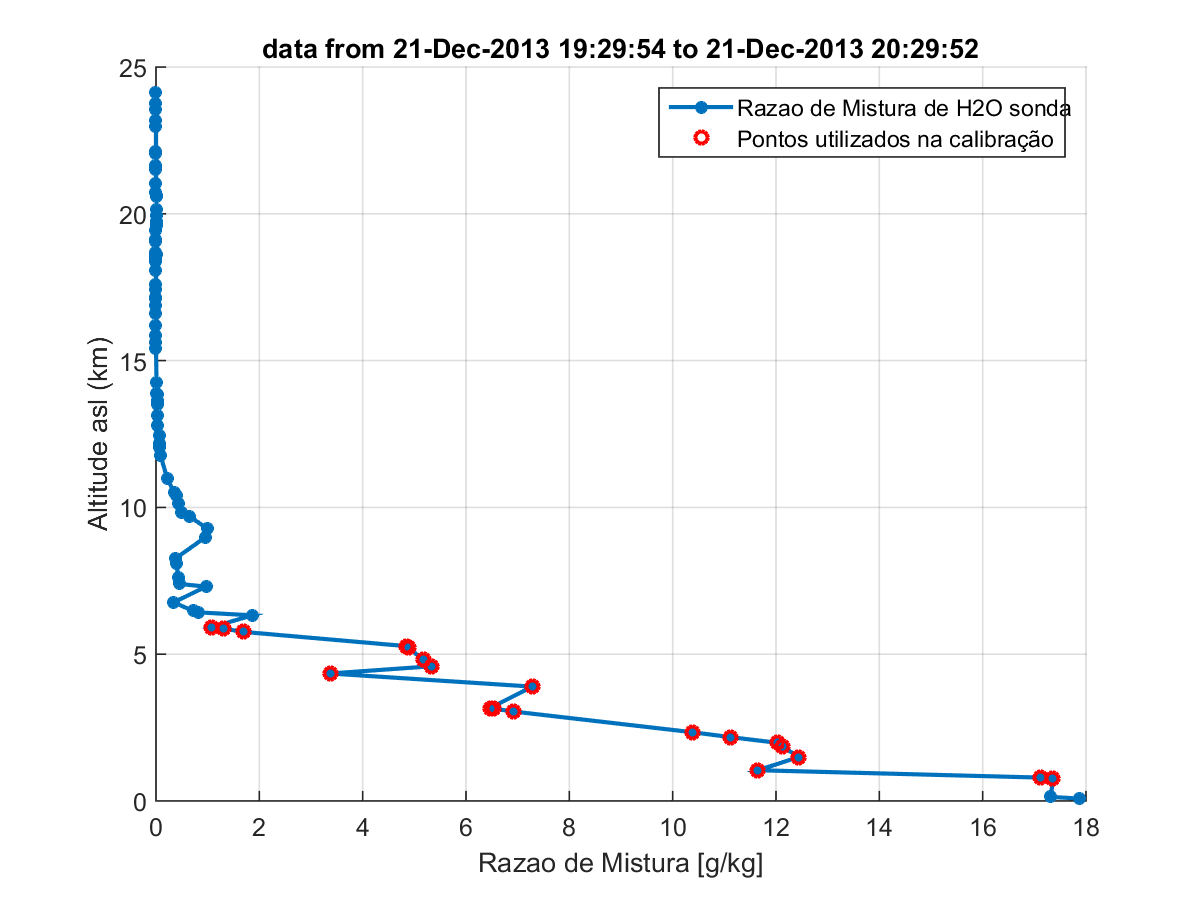 data from 21-Dec-2013 19:29:54 to 21-Dec-2013 20:29:52
Razao de Mistura de H2O sonda
Pontos utilizados na calibração
25
20
15
10
5
0
Altitude asl (km)
0 2 4 6 8 10 12 14 16 18
Razao de Mistura [g/kg]